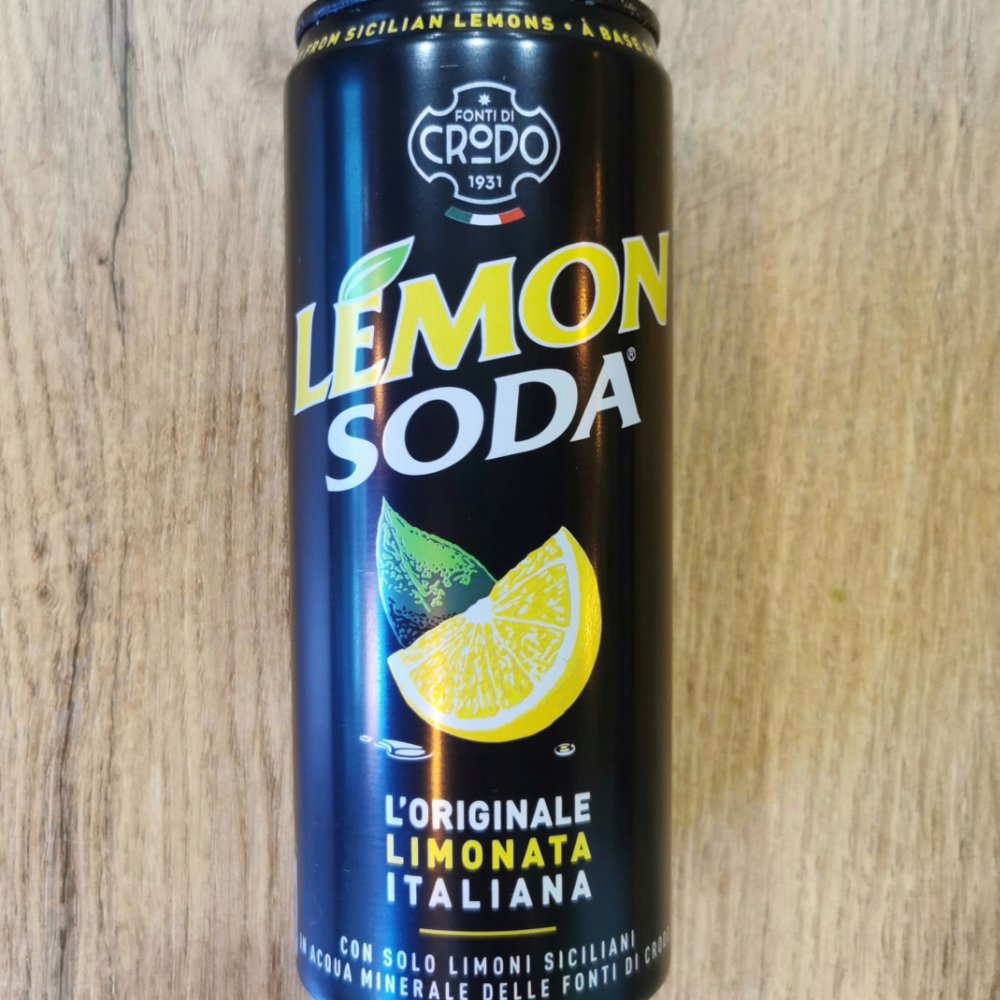 FROM SICILIAN LEMONS • À BASE
FONTI DI
CRODO
1931
LEMON
SODA®
L'ORIGINALE
LIMONATA
ITALIANA
CON SOLO LIMONI SICILIANI
IN ACQUA MINERALE DELLE FONTI DI CRODO